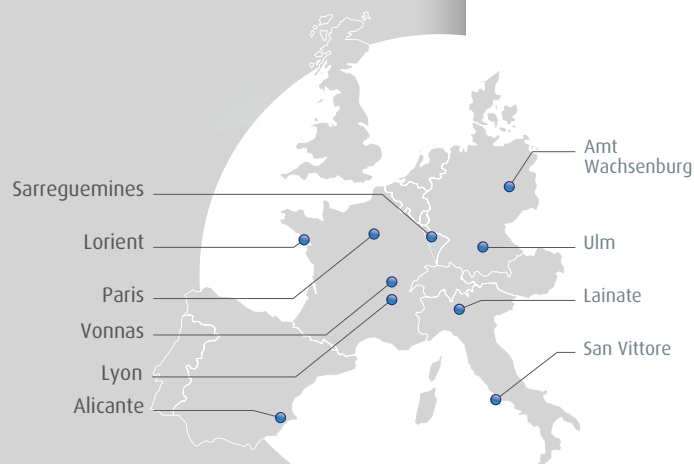 Sarreguemines
Lorient
Paris
Vonnas
Lyon
Alicante
Amt
Wachsenburg
Ulm
Lainate
San Vittore